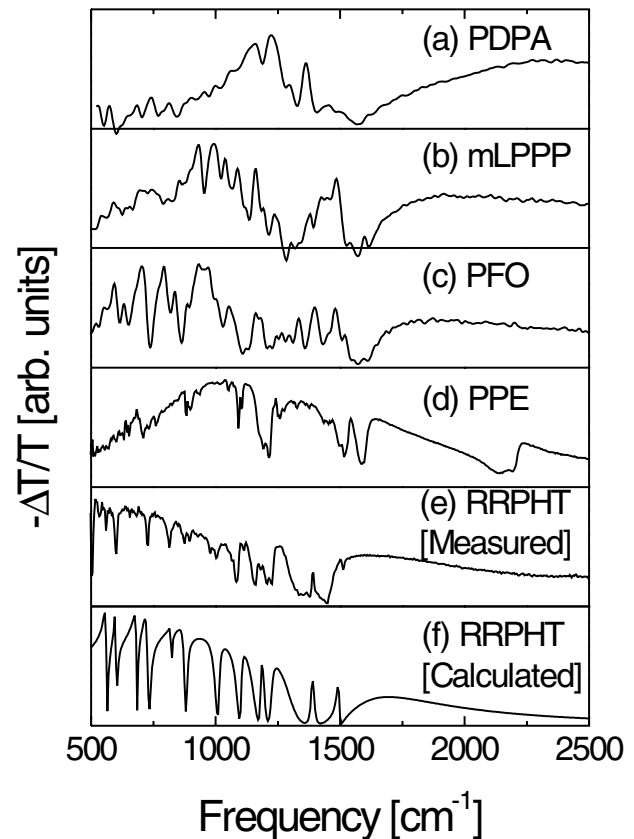 (a) PDPA
(b) mLPPP
(c) PFO
(d) PPE
(e) RRPHT
[Measured]
(f) RRPHT
[Calculated]
-ΔT/T [arb. units]
500 1000 1500 2000 2500
Frequency [cm⁻¹]